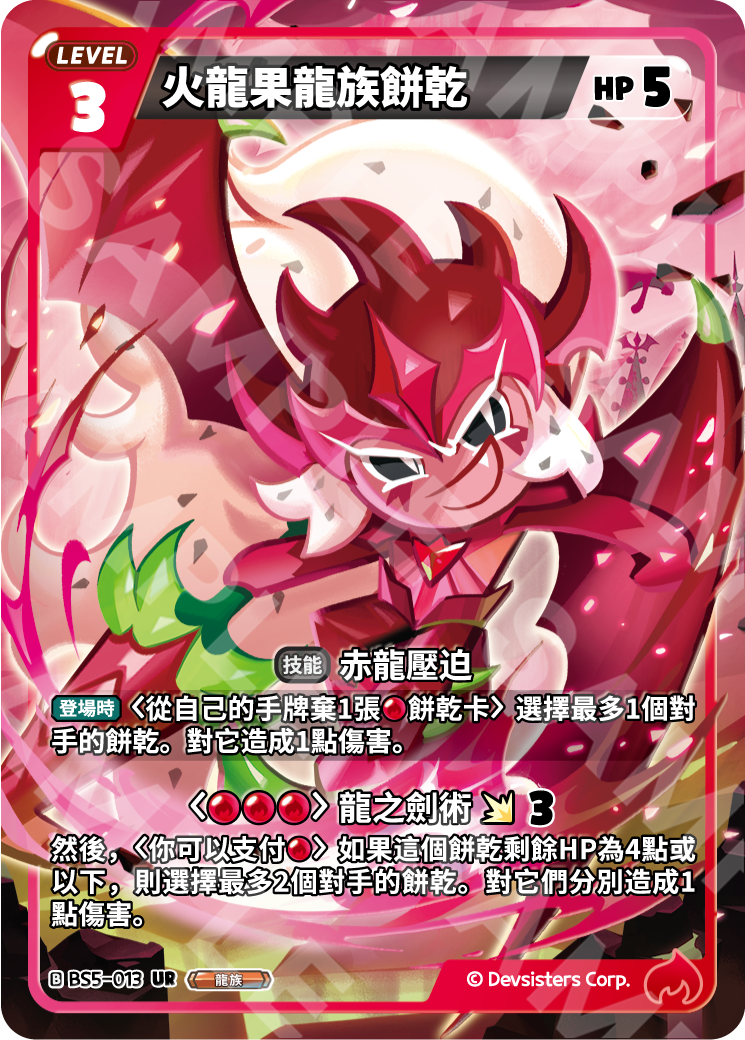 LEVEL
3
火龍果龍族餅乾
HP 5
技能 赤龍壓迫
登場時〈從自己的手牌棄1張●餅乾卡〉選擇最多1個對
手的餅乾。對它造成1點傷害。
〈●●●〉龍之劍術 3
然後,〈你可以支付●〉如果這個餅乾剩餘HP為4點或
以下,則選擇最多2個對手的餅乾。對它們分別造成1
點傷害。
B BS5-013 UR 龍族
© Devsisters Corp.